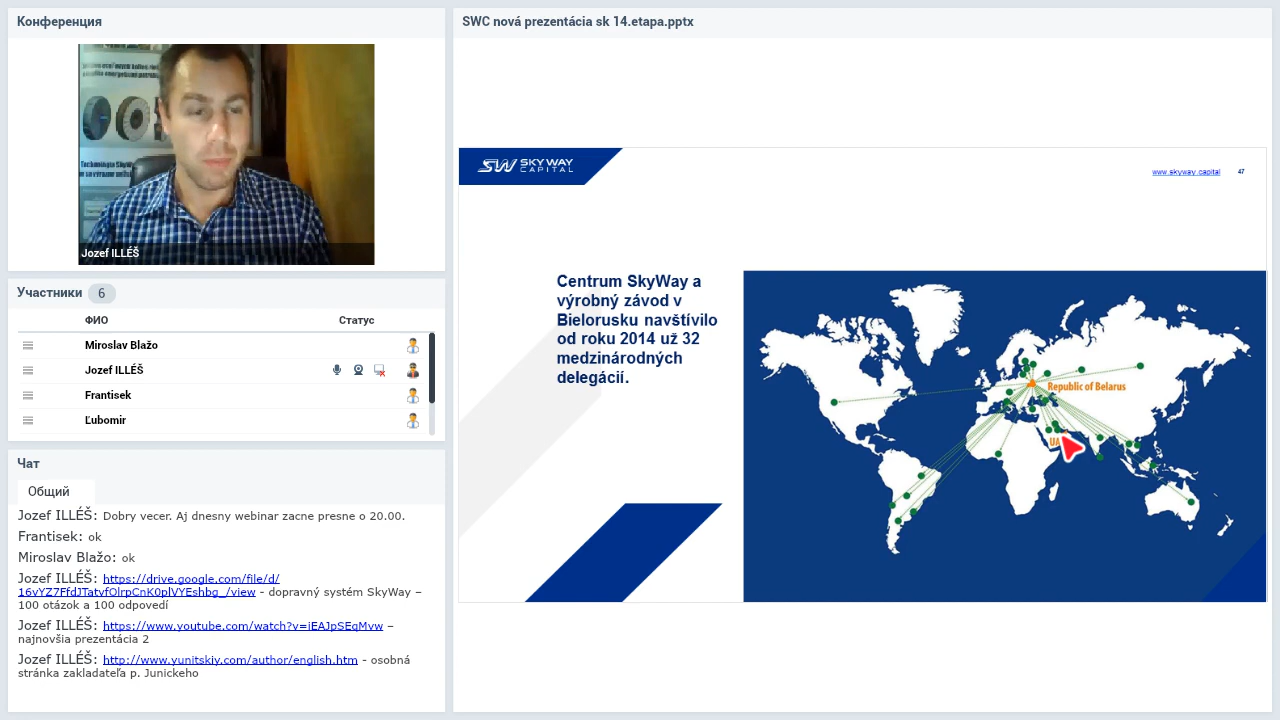 Конференция
Jozef ILLÉŠ
Участники 6
ФИО Статус
Miroslav Blažo
Jozef ILLÉŠ
Frantisek
Ľubomir
Чат
Общий
Jozef ILLÉŠ: Dobry vecer. Aj dnesny webinar zacne presne o 20.00.
Frantisek: ok
Miroslav Blažo: ok
Jozef ILLÉŠ: https://drive.google.com/file/d/
16vYZ7FfdJTatvfOlrpCnK0plVYEshbg_/view - dopravný systém SkyWay –
100 otázok a 100 odpovedí
Jozef ILLÉŠ: https://www.youtube.com/watch?v=iEAJpSEqMvw –
najnovšia prezentácia 2
Jozef ILLÉŠ: http://www.yunitskiy.com/author/english.htm - osobná
stránka zakladateľa p. Junickeho
SWC nová prezentácia sk 14.etapa.pptx
SW SKY WAY
CAPITAL
www.skyway.capital 47
Centrum SkyWay a
výrobný závod v
Bielorusku navštívilo
od roku 2014 už 32
medzinárodných
delegácií.
Republic of Belarus